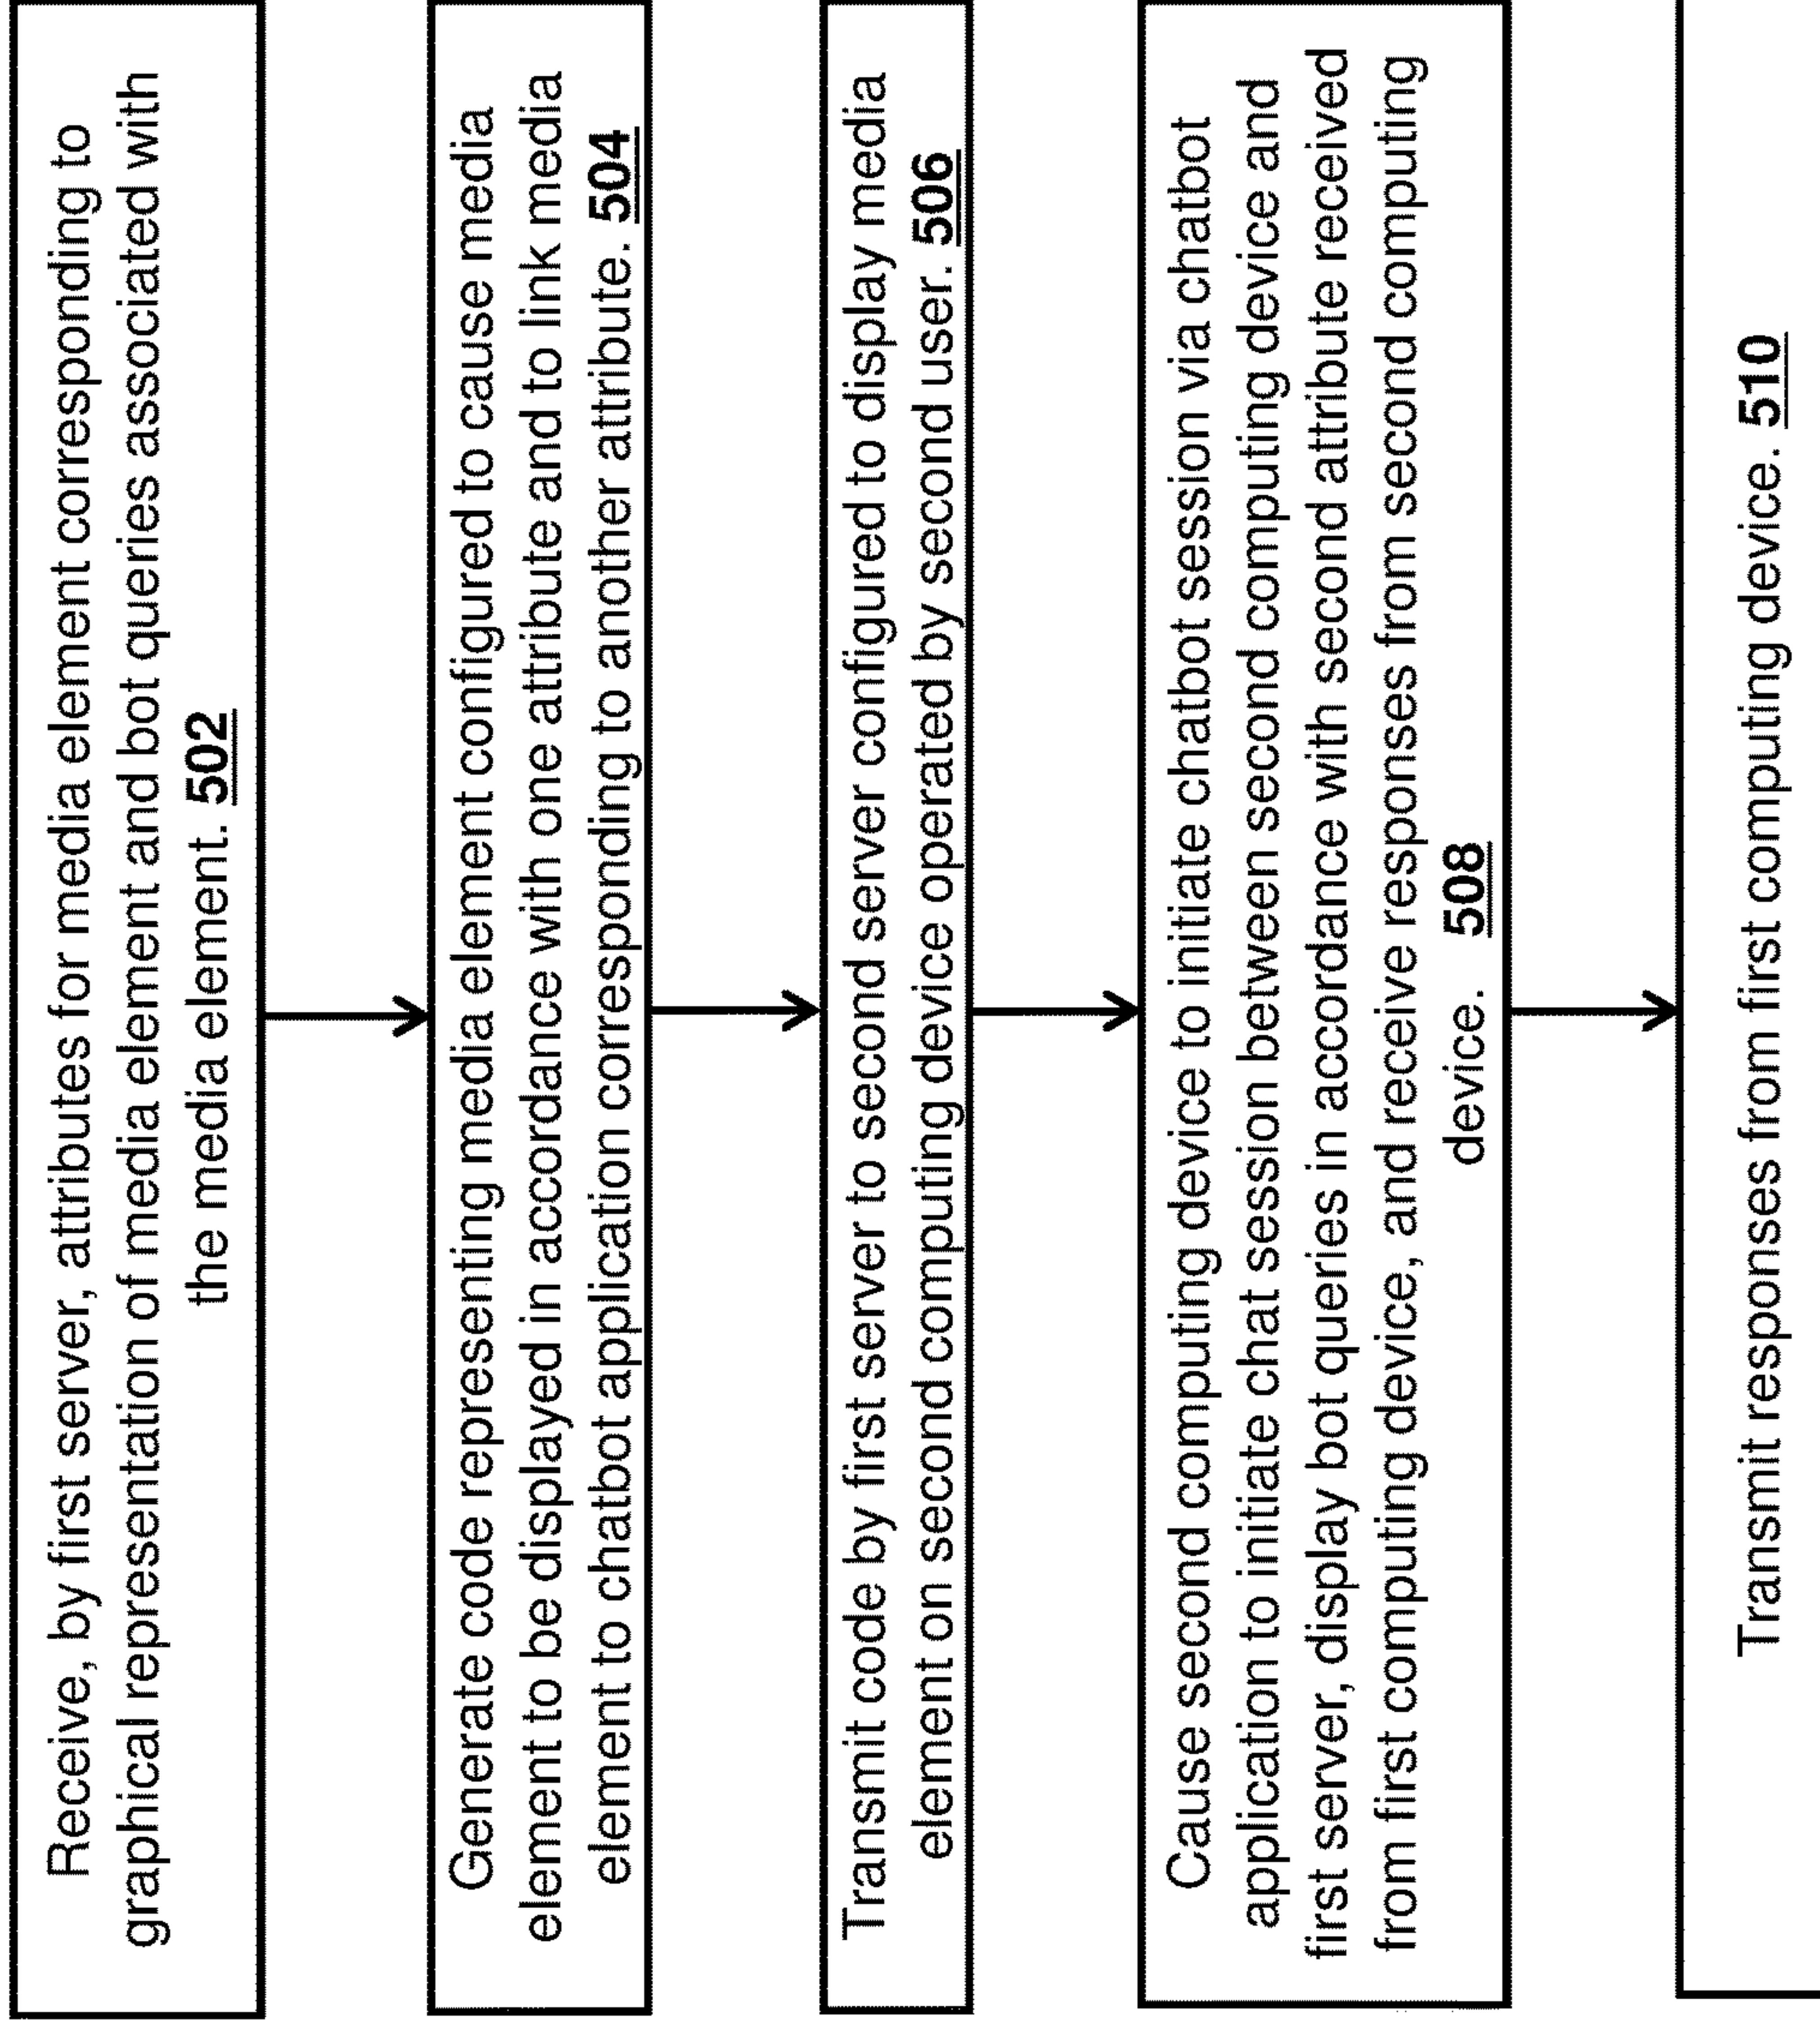 Receive, by first server, attributes for media element corresponding to
graphical representation of media element and bot queries associated with
the media element. 502
Generate code representing media element configured to cause media
element to be displayed in accordance with one attribute and to link media
element to chatbot application corresponding to another attribute. 504
Transmit code by first server to second server configured to display media
element on second computing device operated by second user. 506
Cause second computing device to initiate chatbot session via chatbot
application to initiate chat session between second computing device and
first server, display bot queries in accordance with second attribute received
from first computing device, and receive responses from second computing
device. 508
Transmit responses from first computing device. 510